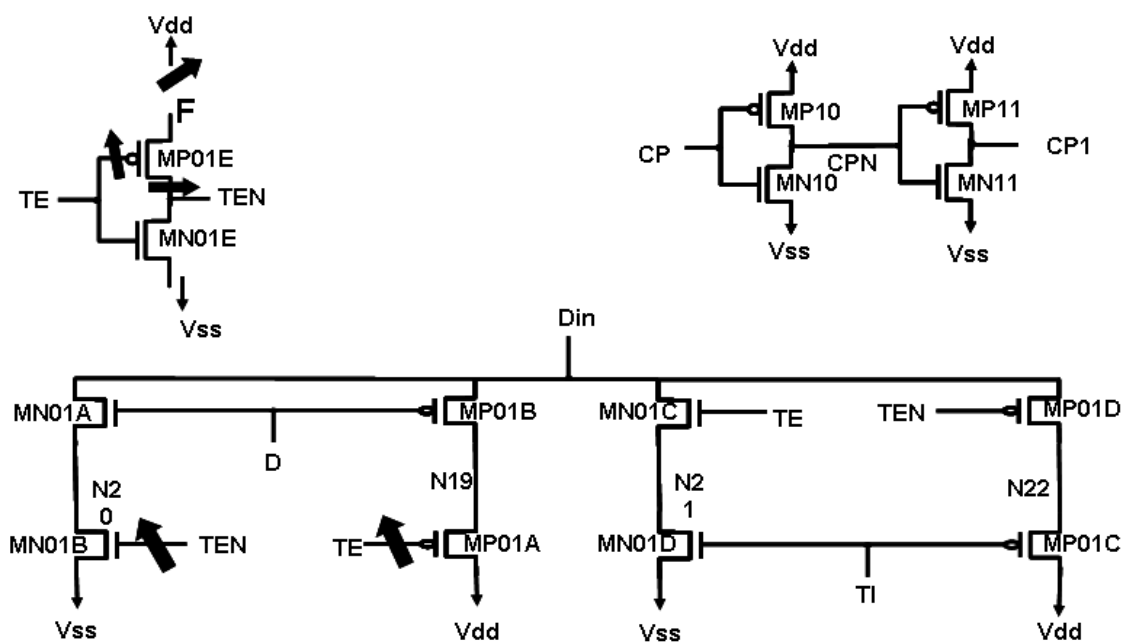 Vdd
F
MP01E
TE
TEN
MN01E
Vss
Vdd
Vdd
MP10
MP11
CP
CPN
CP1
MN10
MN11
Vss
Vss
Din
MN01A
MP01B
MN01C
TE
TEN
MP01D
D
N2
0
N19
N2
1
N22
MN01B
TEN
TE
MP01A
MN01D
MP01C
TI
Vss
Vdd
Vss
Vdd